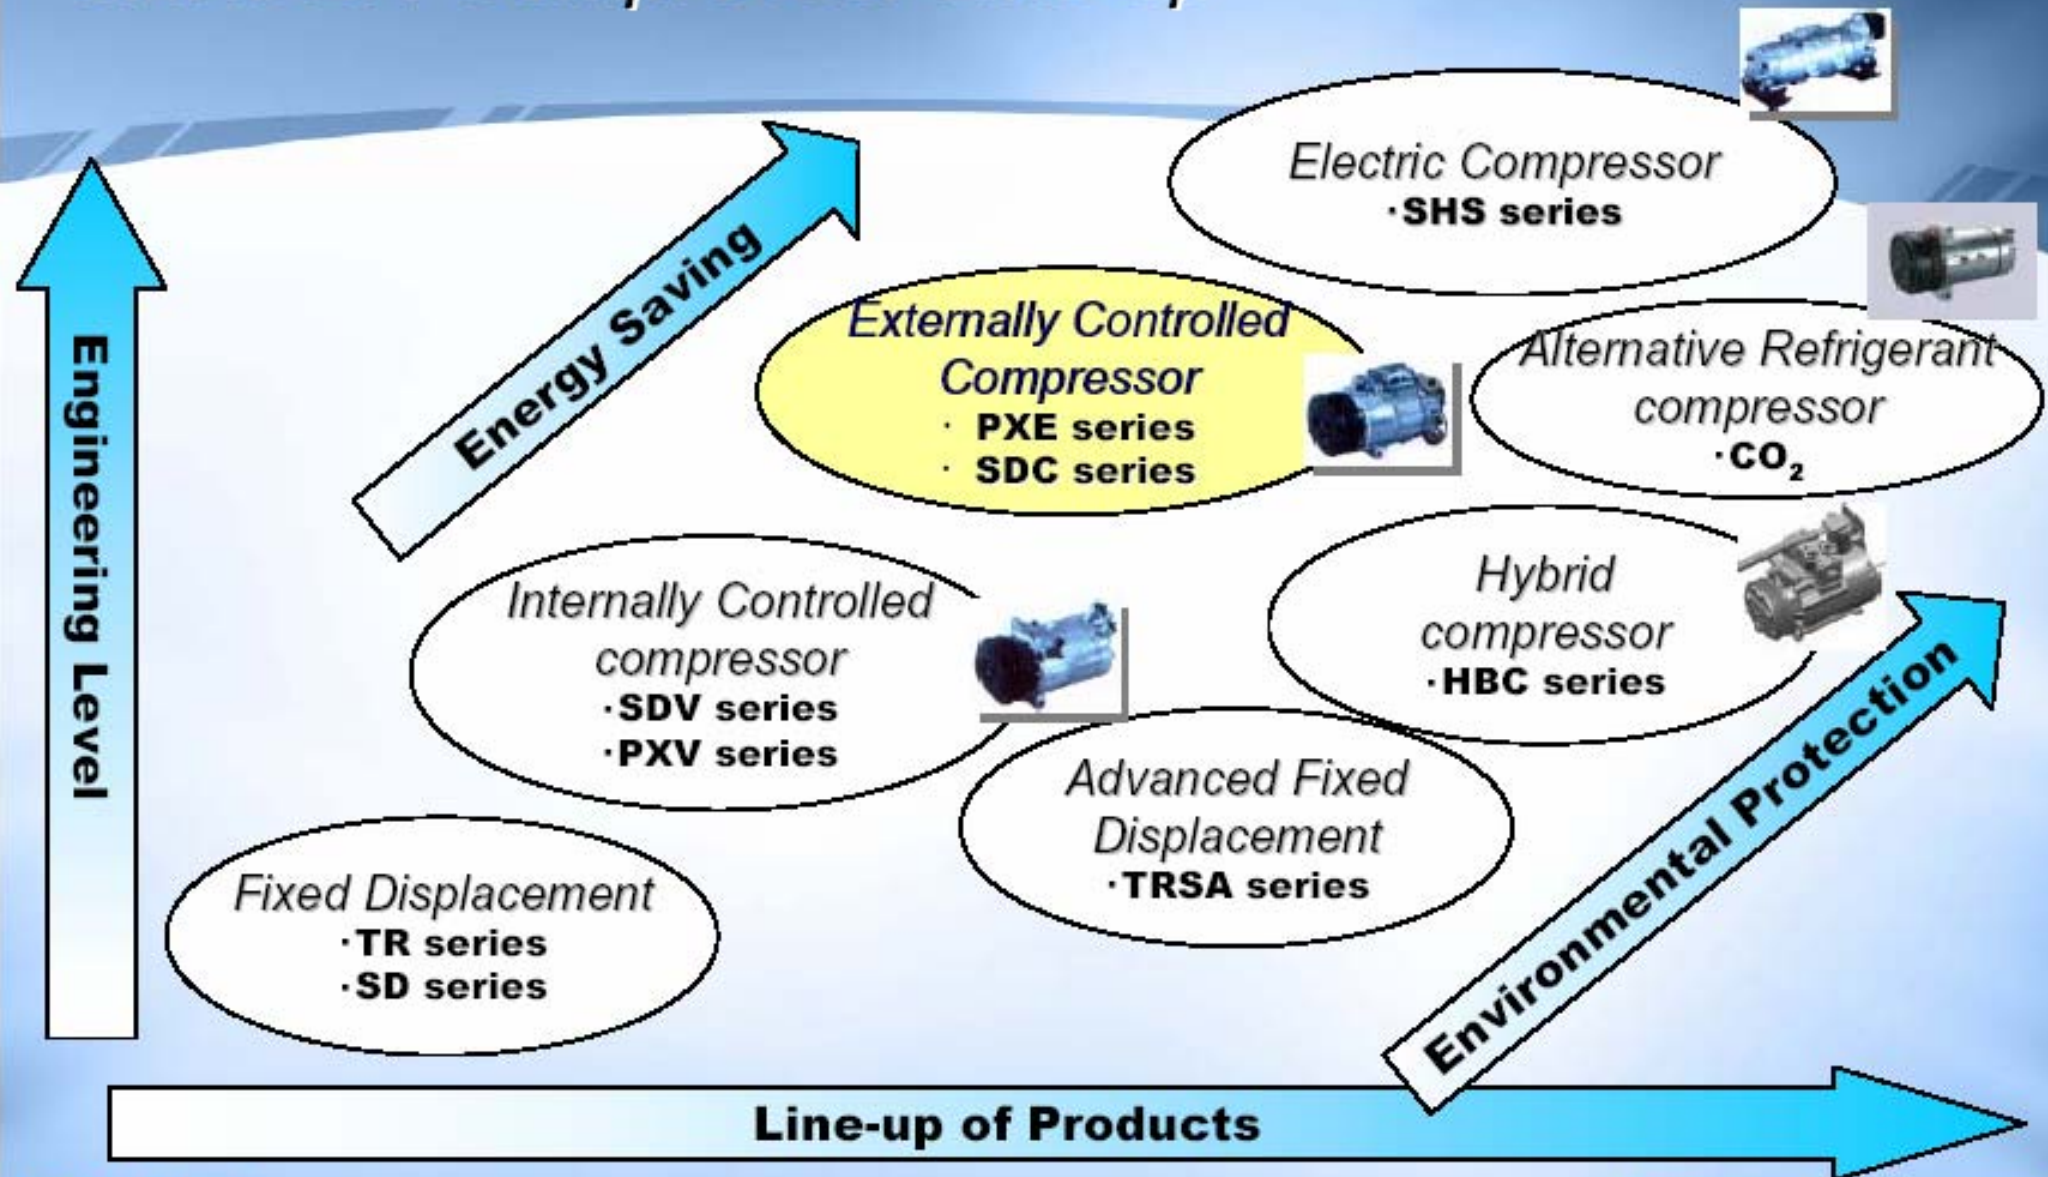 Electric Compressor
·SHS series
Energy Saving
Externally Controlled
Compressor
· PXE series
· SDC series
Alternative Refrigerant
compressor
·CO₂
Engineering Level
Internally Controlled
compressor
·SDV series
·PXV series
Hybrid
compressor
·HBC series
Advanced Fixed
Displacement
·TRSA series
Environmental Protection
Fixed Displacement
·TR series
·SD series
Line-up of Products